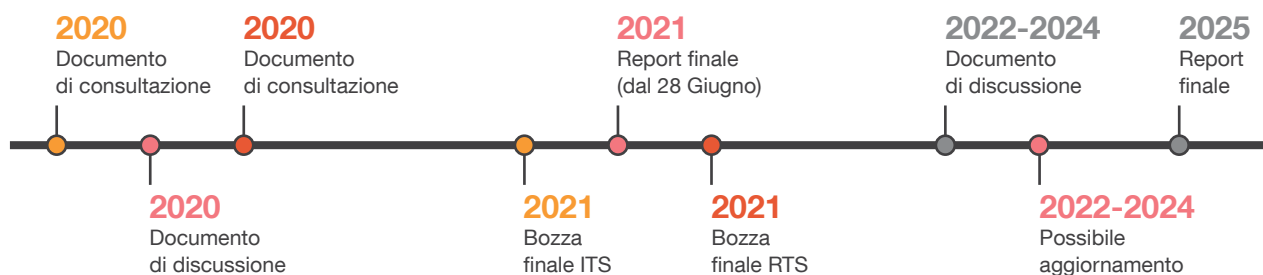 2020
Documento
di consultazione
2020
Documento
di discussione
2020
Documento
di consultazione
2021
Bozza
finale ITS
2021
Report finale
(dal 28 Giugno)
2021
Bozza
finale RTS
2022-2024
Documento
di discussione
2022-2024
Possibile
aggiornamento
2025
Report
finale